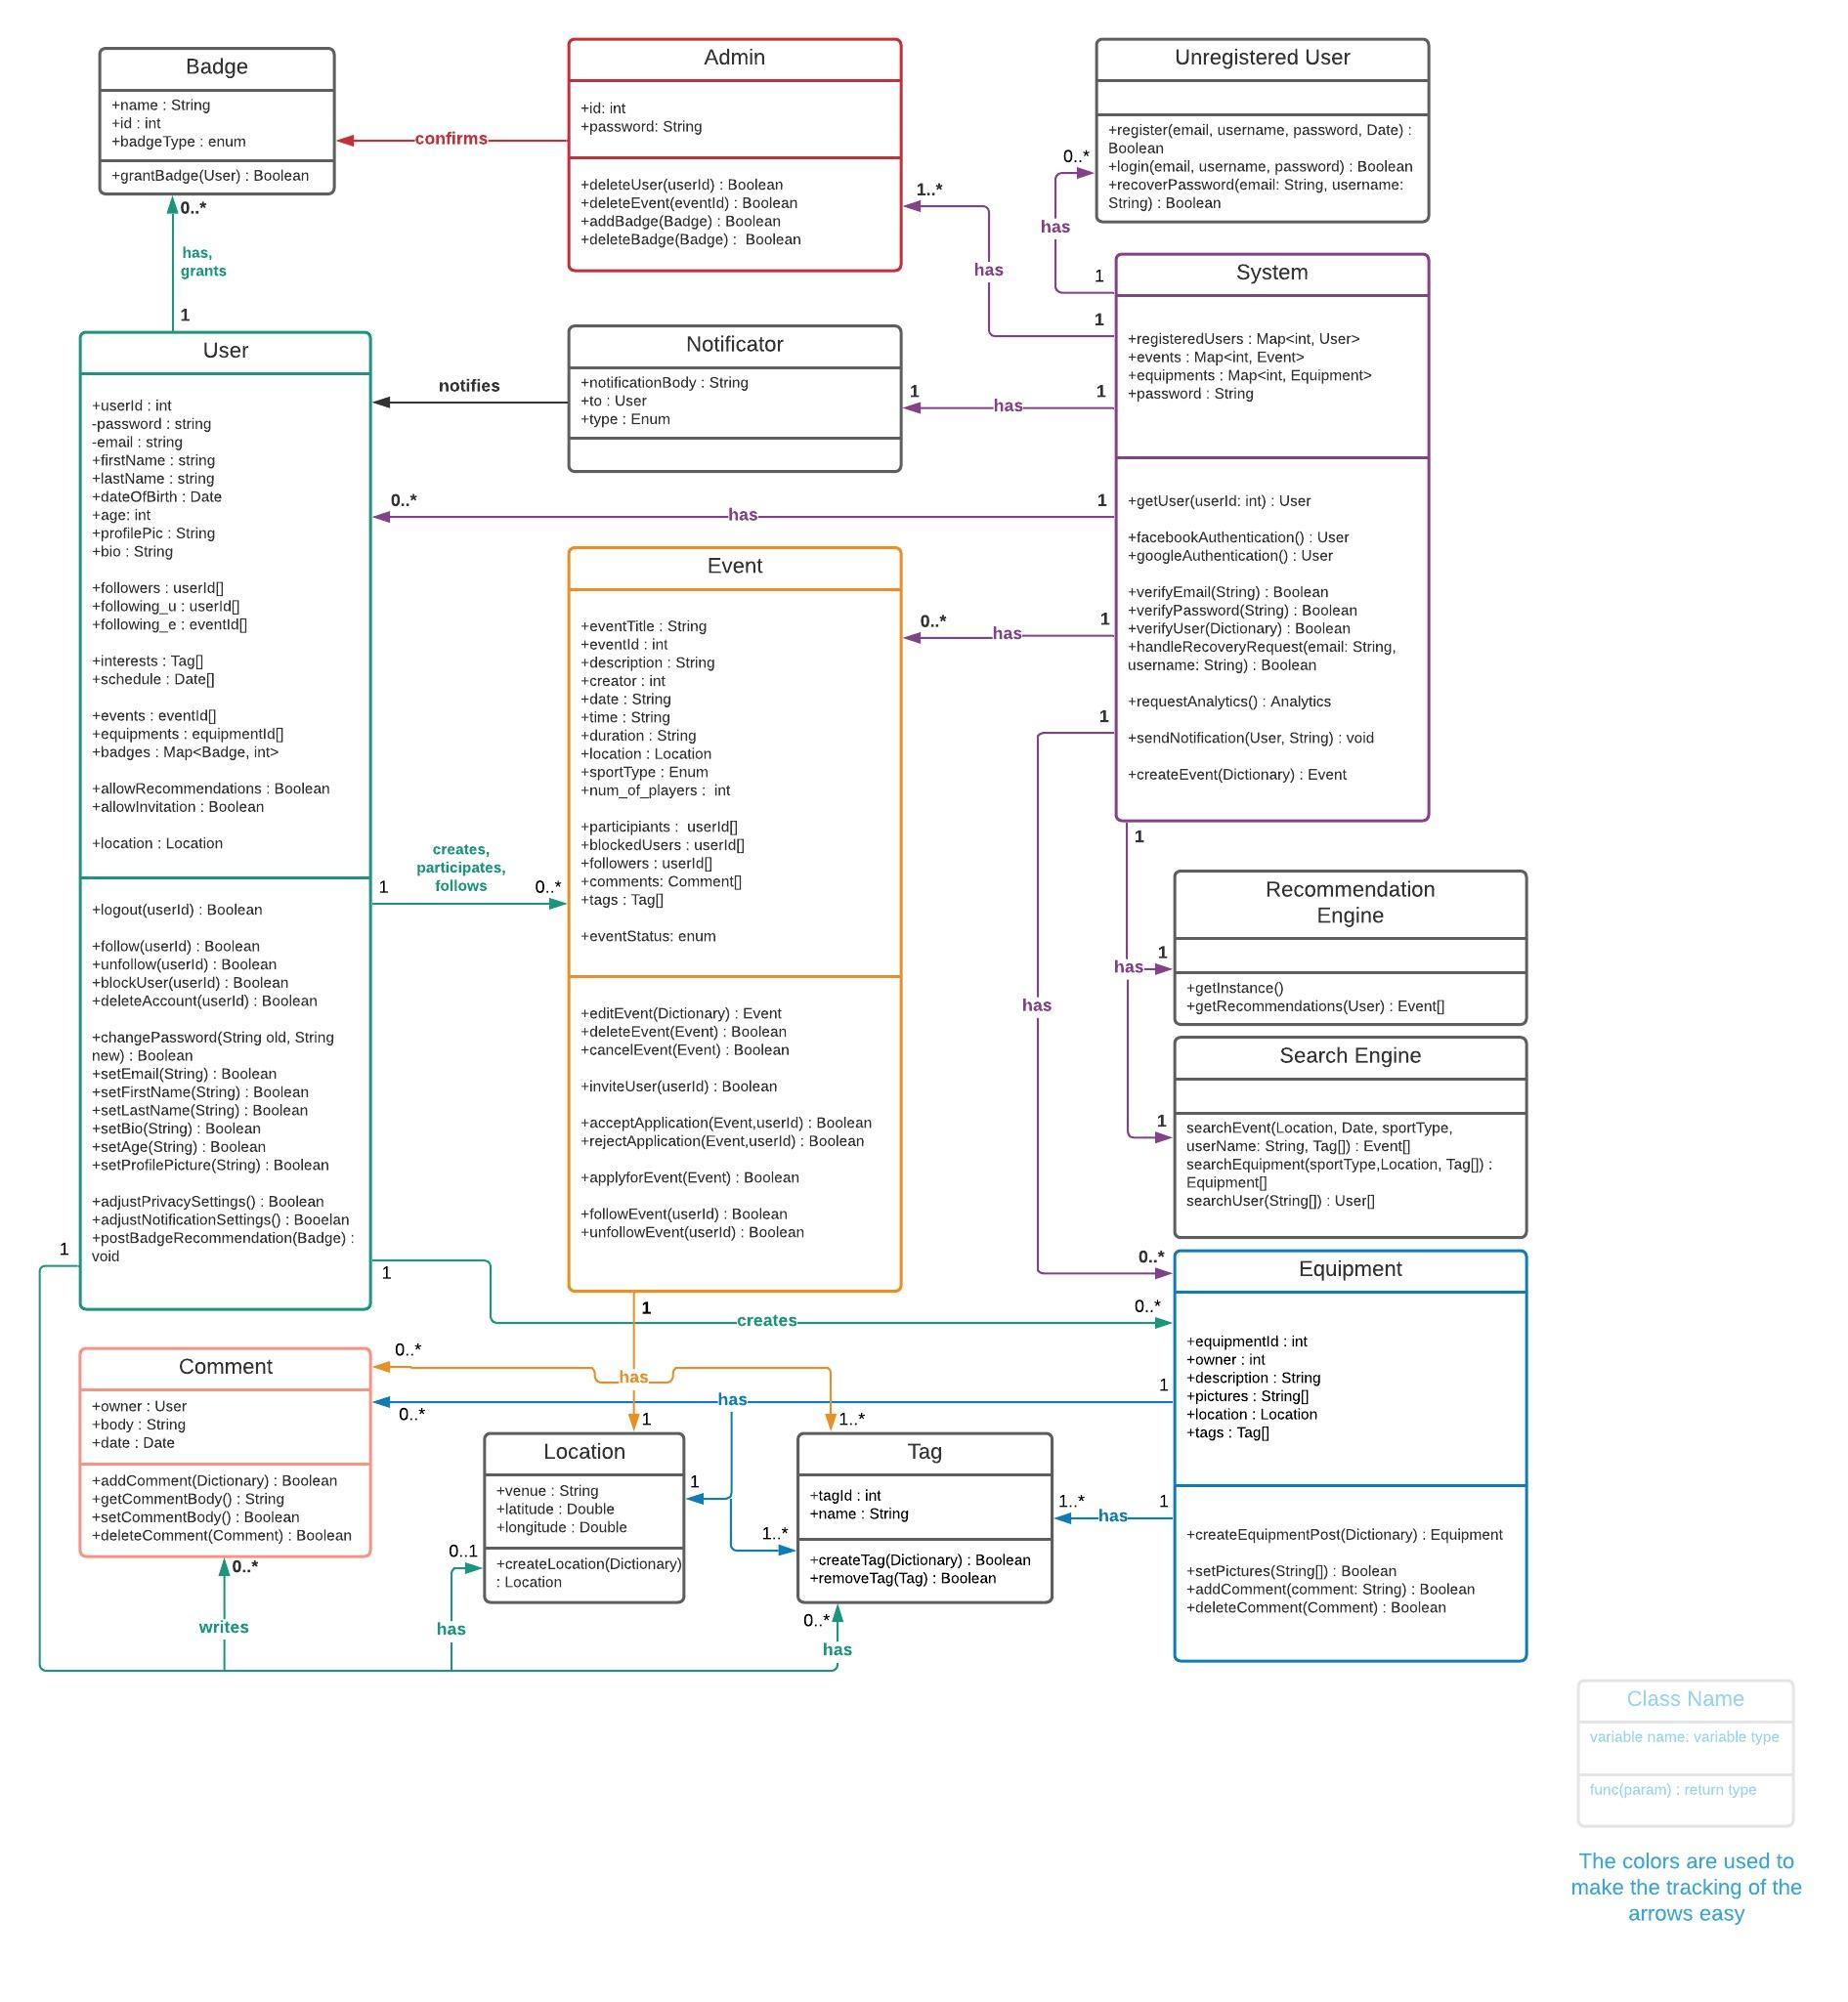 Badge
+name : String
+id : int
+badgeType : enum
+grantBadge(User) : Boolean
confirms
Admin
+id: int
+password: String
+deleteUser(userId) : Boolean
+deleteEvent(eventId) : Boolean
+addBadge(Badge) : Boolean
+deleteBadge(Badge) :  Boolean
Unregistered User
+register(email, username, password, Date) :
Boolean
+login(email, username, password) : Boolean
+recoverPassword(email: String, username:
String) : Boolean
0..*
has
1
1..*
has
1
0..*
has,
grants
1
System
+registeredUsers : Map<int, User>
+events : Map<int, Event>
+equipments : Map<int, Equipment>
+password : String
+getUser(userId: int) : User
+facebookAuthentication() : User
+googleAuthentication() : User
+verifyEmail(String) : Boolean
+verifyPassword(String) : Boolean
+verifyUser(Dictionary) : Boolean
+handleRecoveryRequest(email: String,
username: String) : Boolean
+requestAnalytics() : Analytics
+sendNotification(User, String) : void
+createEvent(Dictionary) : Event
Notificator
+notificationBody : String
+to : User
+type : Enum
notifies
1
has
1
0..*
has
1
0..*
has
1
1
has
0..*
User
+userId : int
-password : string
-email : string
+firstName : string
+lastName : string
+dateOfBirth : Date
+age: int
+profilePic : String
+bio : String
+followers : userId[]
+following_u : userId[]
+following_e : eventId[]
+interests : Tag[]
+schedule : Date[]
+events : eventId[]
+equipments : equipmentId[]
+badges : Map<Badge, int>
+allowRecommendations : Boolean
+allowInvitation : Boolean
+location : Location
+logout(userId) : Boolean
+follow(userId) : Boolean
+unfollow(userId) : Boolean
+blockUser(userId) : Boolean
+deleteAccount(userId) : Boolean
+changePassword(String old, String
new) : Boolean
+setEmail(String) : Boolean
+setFirstName(String) : Boolean
+setLastName(String) : Boolean
+setBio(String) : Boolean
+setAge(String) : Boolean
+setProfilePicture(String) : Boolean
+adjustPrivacySettings() : Boolean
+adjustNotificationSettings() : Booelan
+postBadgeRecommendation(Badge) :
void
creates,
participates,
follows
1
0..*
Event
+eventTitle : String
+eventId : int
+description : String
+creator : int
+date : String
+time : String
+duration : String
+location : Location
+sportType : Enum
+num_of_players :  int
+participiants :  userId[]
+blockedUsers : userId[]
+followers : userId[]
+comments: Comment[]
+tags : Tag[]
+eventStatus: enum
+editEvent(Dictionary) : Event
+deleteEvent(Event) : Boolean
+cancelEvent(Event) : Boolean
+inviteUser(userId) : Boolean
+acceptApplication(Event,userId) : Boolean
+rejectApplication(Event,userId) : Boolean
+applyforEvent(Event) : Boolean
+followEvent(userId) : Boolean
+unfollowEvent(userId) : Boolean
1
has
1
1
Recommendation
Engine
+getInstance()
+getRecommendations(User) : Event[]
Search Engine
searchEvent(Location, Date, sportType,
userName: String, Tag[]) : Event[]
searchEquipment(sportType,Location, Tag[]) :
Equipment[]
searchUser(String[]) : User[]
Equipment
+equipmentId : int
+owner : int
+description : String
+pictures : String[]
+location : Location
+tags : Tag[]
+createEquipmentPost(Dictionary) : Equipment
+setPictures(String[]) : Boolean
+addComment(comment: String) : Boolean
+deleteComment(Comment) : Boolean
1
1
creates
0..*
1
0..*
has
1
1..*
Comment
+owner : User
+body : String
+date : Date
+addComment(Dictionary) : Boolean
+getCommentBody() : String
+setCommentBody() : Boolean
+deleteComment(Comment) : Boolean
0..*
has
1
1
1..*
Location
+venue : String
+latitude : Double
+longitude : Double
+createLocation(Dictionary)
: Location
Tag
+tagId : int
+name : String
+createTag(Dictionary) : Boolean
+removeTag(Tag) : Boolean
1..*
has
1
0..*
writes
0..1
has
0..*
has
Class Name
variable name: variable type
func(param) : return type
The colors are used to
make the tracking of the
arrows easy